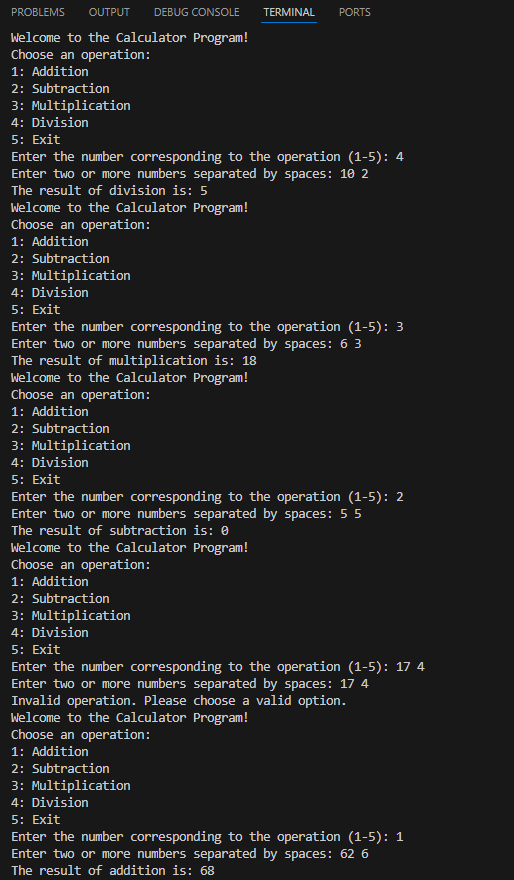 PROBLEMS OUTPUT DEBUG CONSOLE TERMINAL PORTS
Welcome to the Calculator Program!
Choose an operation:
1: Addition
2: Subtraction
3: Multiplication
4: Division
5: Exit
Enter the number corresponding to the operation (1-5): 4
Enter two or more numbers separated by spaces: 10 2
The result of division is: 5
Welcome to the Calculator Program!
Choose an operation:
1: Addition
2: Subtraction
3: Multiplication
4: Division
5: Exit
Enter the number corresponding to the operation (1-5): 3
Enter two or more numbers separated by spaces: 6 3
The result of multiplication is: 18
Welcome to the Calculator Program!
Choose an operation:
1: Addition
2: Subtraction
3: Multiplication
4: Division
5: Exit
Enter the number corresponding to the operation (1-5): 2
Enter two or more numbers separated by spaces: 5 5
The result of subtraction is: 0
Welcome to the Calculator Program!
Choose an operation:
1: Addition
2: Subtraction
3: Multiplication
4: Division
5: Exit
Enter the number corresponding to the operation (1-5): 17 4
Enter two or more numbers separated by spaces: 17 4
Invalid operation. Please choose a valid option.
Welcome to the Calculator Program!
Choose an operation:
1: Addition
2: Subtraction
3: Multiplication
4: Division
5: Exit
Enter the number corresponding to the operation (1-5): 1
Enter two or more numbers separated by spaces: 62 6
The result of addition is: 68